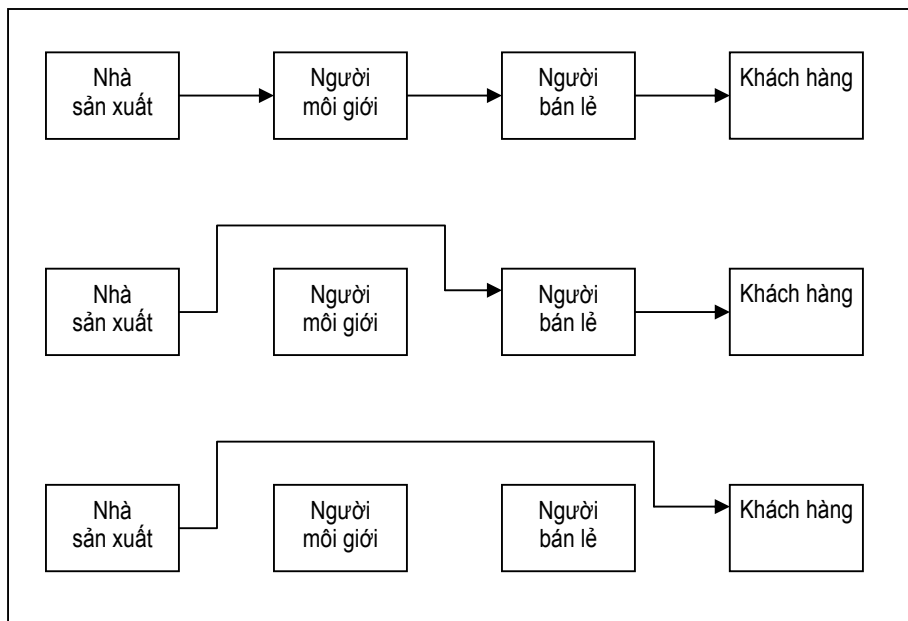 Nhà
sản xuất
Người
môi giới
Người
bán lẻ
Khách hàng
Nhà
sản xuất
Người
môi giới
Người
bán lẻ
Khách hàng
Nhà
sản xuất
Người
môi giới
Người
bán lẻ
Khách hàng